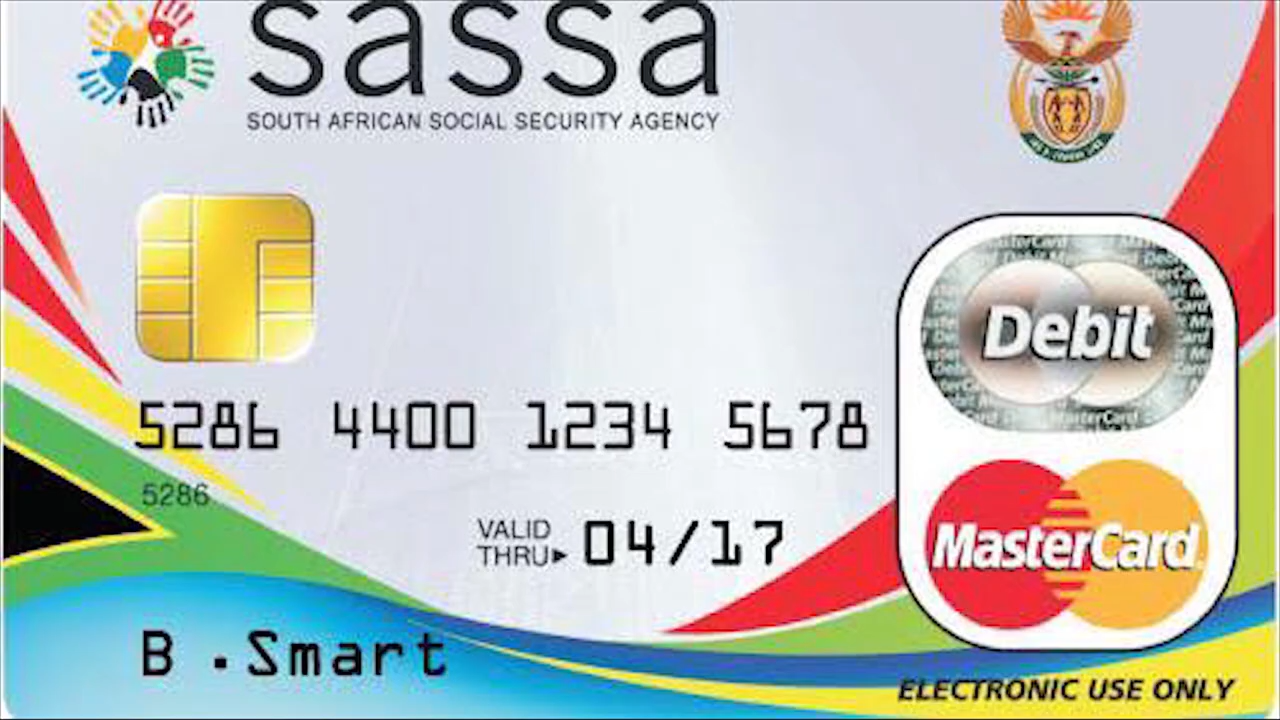 sassa
SOUTH AFRICAN SOCIAL SECURITY AGENCY
Debit
5286 4400 1234 5678
5286
VALID
THRU▶ 04/17
MasterCard
B .Smart
ELECTRONIC USE ONLY